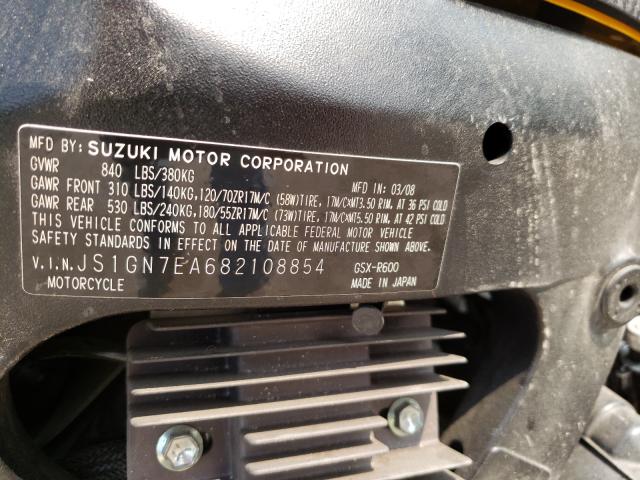 MFD BY: SUZUKI MOTOR CORPORATION
GVWR 840 LBS/380KG MFD IN: 03/08
GAWR FRONT 310 LBS/140KG,120/70ZR17M/C (58W)TIRE, 17M/C×MT3.50 RIM. AT 36 PSI COLD
GAWR REAR 530 LBS/240KG,180/55ZR17M/C (73W)TIRE, 17M/C×MT5.50 RIM. AT 42 PSI COLD
THIS VEHICLE CONFORMS TO ALL APPLICABLE FEDERAL MOTOR VEHICLE
SAFETY STANDARDS IN EFFECT ON THE DATE OF MANUFACTURE SHOWN ABOVE.
V.I.N. JS1GN7EA682108854 GSX-R600
MOTORCYCLE MADE IN JAPAN